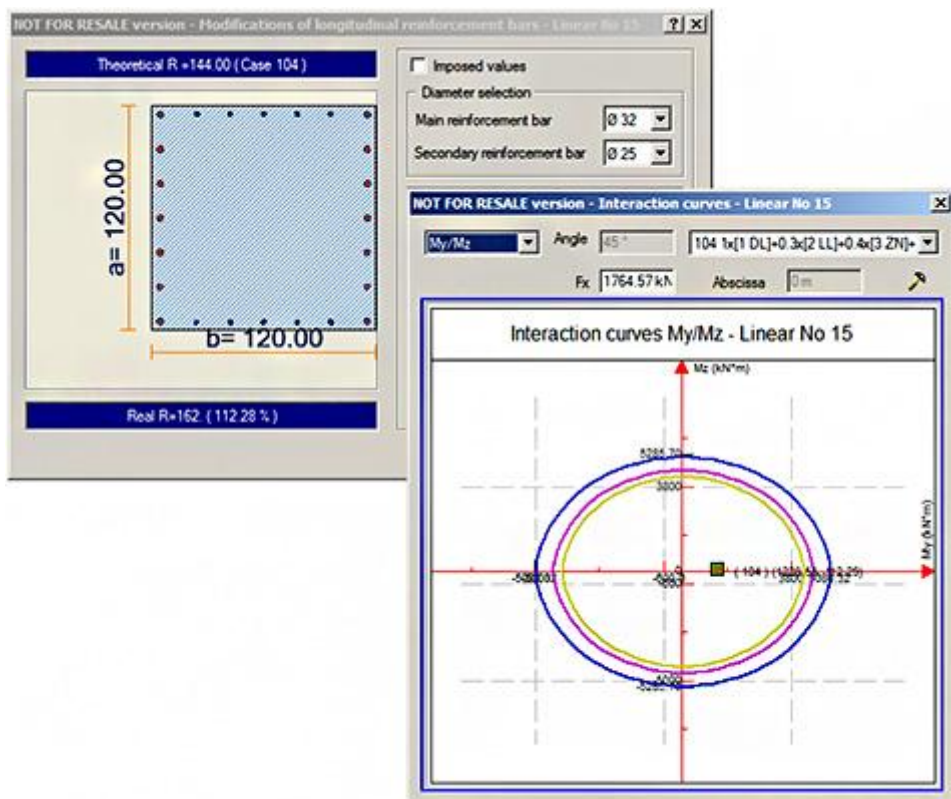 NOT FOR RESALE version - Modifications of longitudinal reinforcement bars - Linear No 15
Theoretical R =144.00 ( Case 104 )
a= 120.00
b= 120.00
Real R=162. ( 112.28 % )
Imposed values
Diameter selection
Main reinforcement bar
Ø 32
Secondary reinforcement bar
Ø 25
NOT FOR RESALE version - Interaction curves - Linear No 15
My/Mz
Angle
45 °
104 1x[1 DL]+0.3x[2 LL]+0.4x[3 ZN]+
Fx
1764.57 kN
Abscissa
0 m
Interaction curves My/Mz - Linear No 15
Mz (kN*m)
5285.70
3800
My (kN*m)
( 104 )
3800